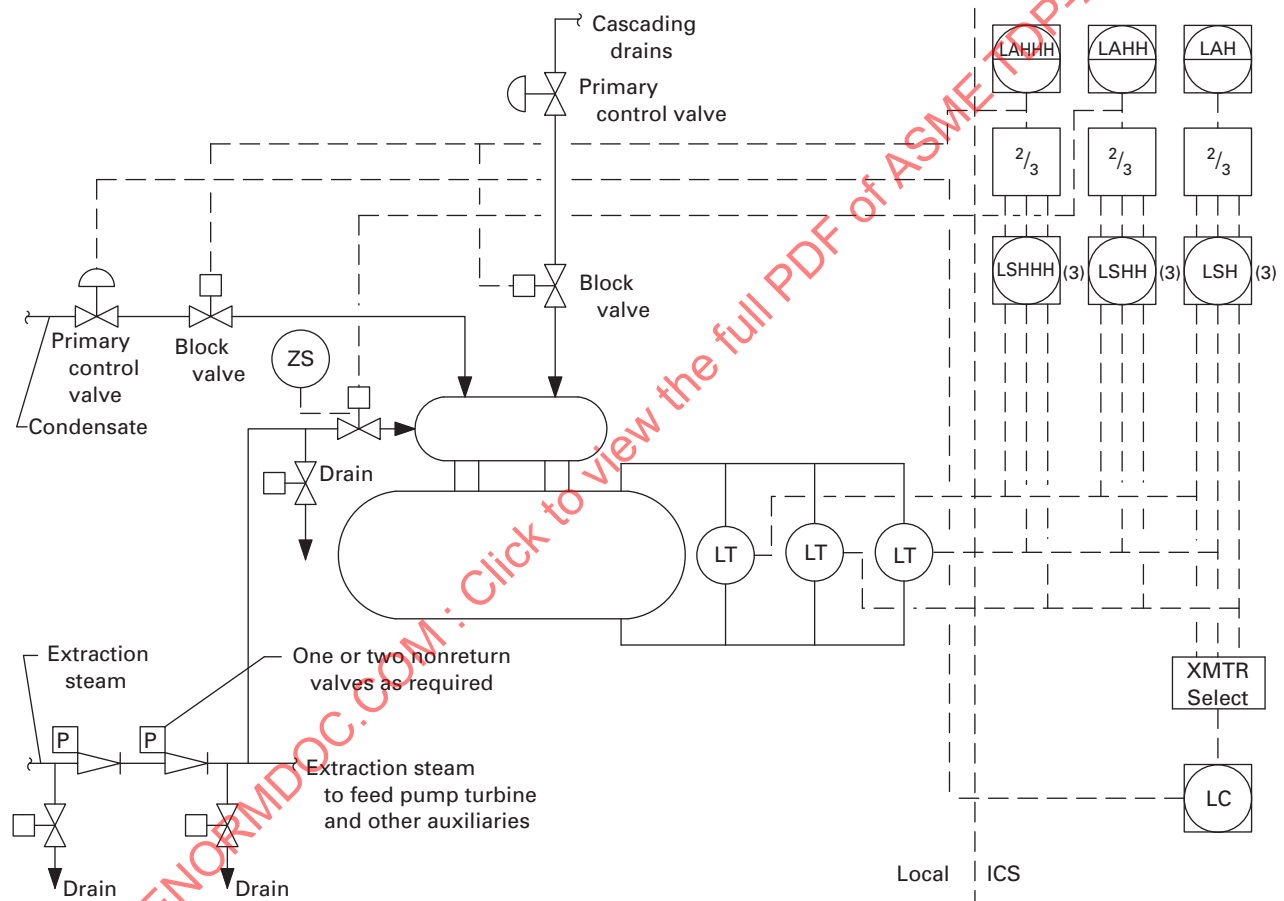 Cascading
drains
Primary
control valve
LAHHH
LAHH
LAH
2/3
2/3
2/3
LSHHH
(3)
LSHH
(3)
LSH
(3)
Block
valve
Primary
control
valve
Block
valve
ZS
Condensate
Drain
LT
LT
LT
Extraction
steam
One or two nonreturn
valves as required
P
P
XMTR
Select
Extraction steam
to feed pump turbine
and other auxiliaries
LC
Drain
Drain
Local
ICS
ENORMDOC.COM : Click to view the full PDF of ASME TDP-